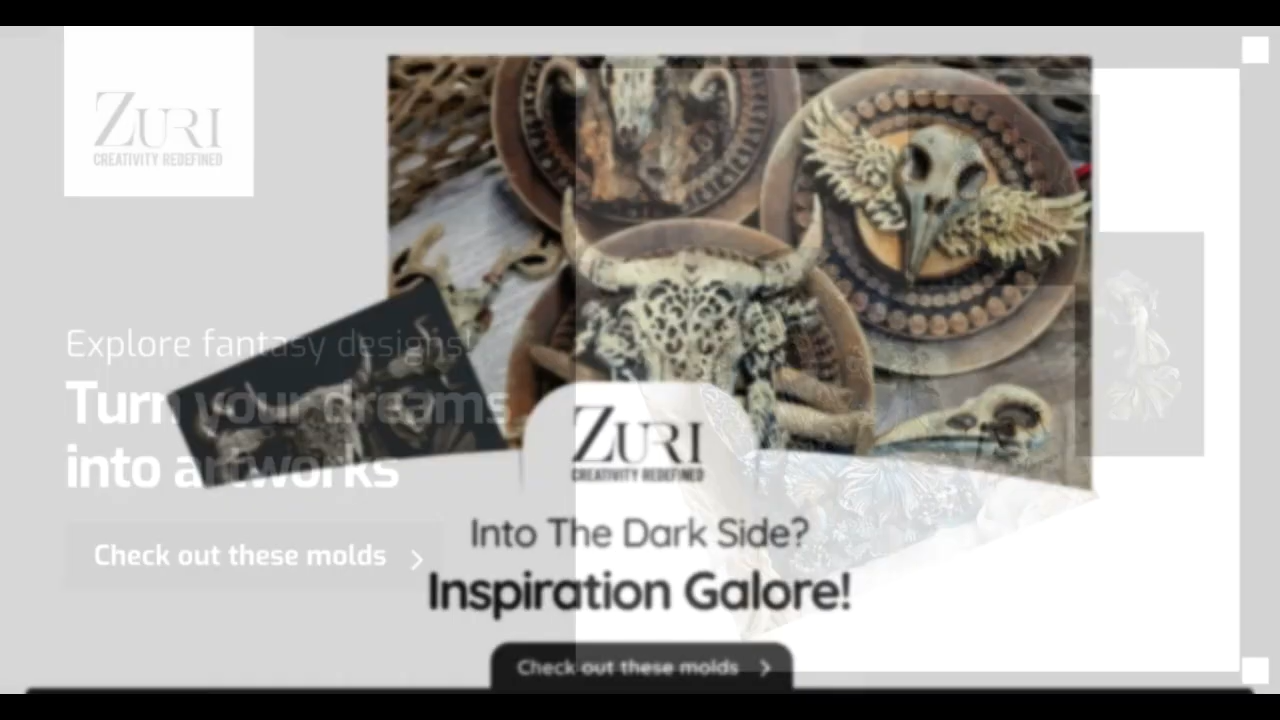 ZURI
CREATIVITY REDEFINED
Explore fantasy designs!
Turn your dreams
into artworks
Check out these molds
ZURI
CREATIVITY REDEFINED
Into The Dark Side?
Inspiration Galore!
Check out these molds